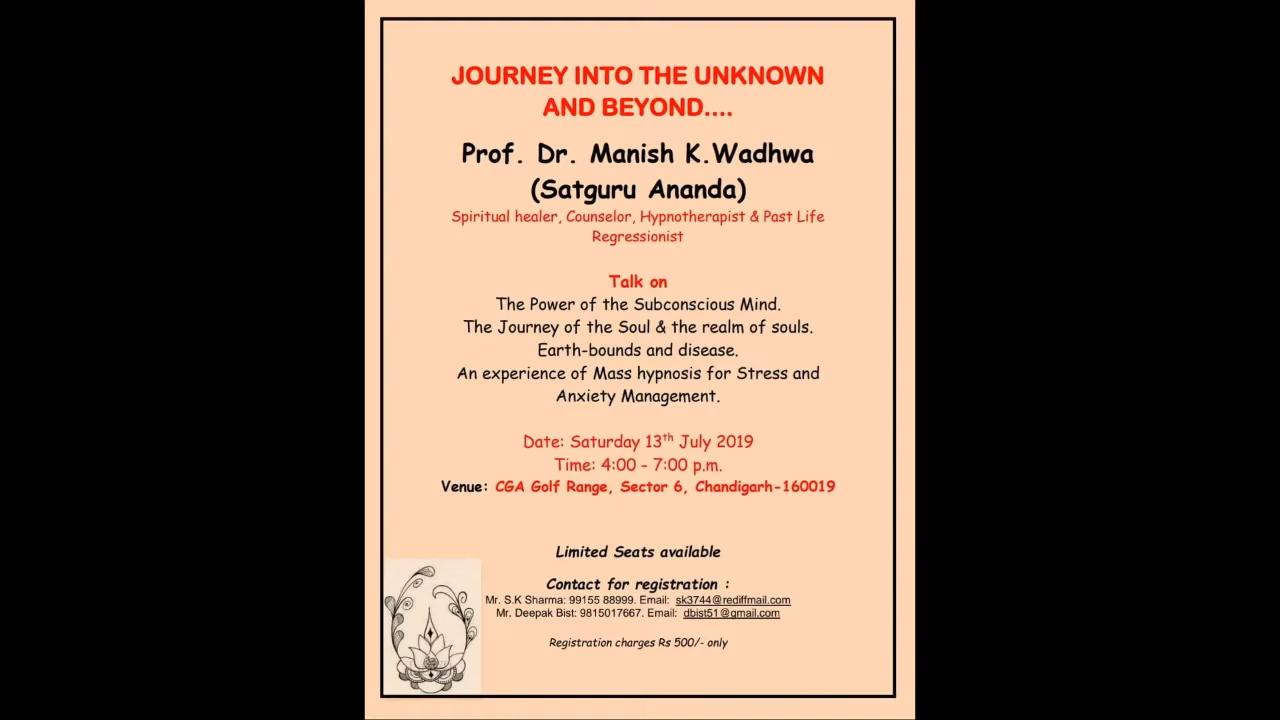 JOURNEY INTO THE UNKNOWN
AND BEYOND....
Prof. Dr. Manish K.Wadhwa
(Satguru Ananda)
Spiritual healer, Counselor, Hypnotherapist & Past Life
Regressionist
Talk on
The Power of the Subconscious Mind.
The Journey of the Soul & the realm of souls.
Earth-bounds and disease.
An experience of Mass hypnosis for Stress and
Anxiety Management.
Date: Saturday 13th July 2019
Time: 4:00 - 7:00 p.m.
Venue: CGA Golf Range, Sector 6, Chandigarh-160019
Limited Seats available
Contact for registration :
Mr. S.K Sharma: 99155 88999. Email: sk3744@rediffmail.com
Mr. Deepak Bist: 9815017667. Email: dbist51@gmail.com
Registration charges Rs 500/- only